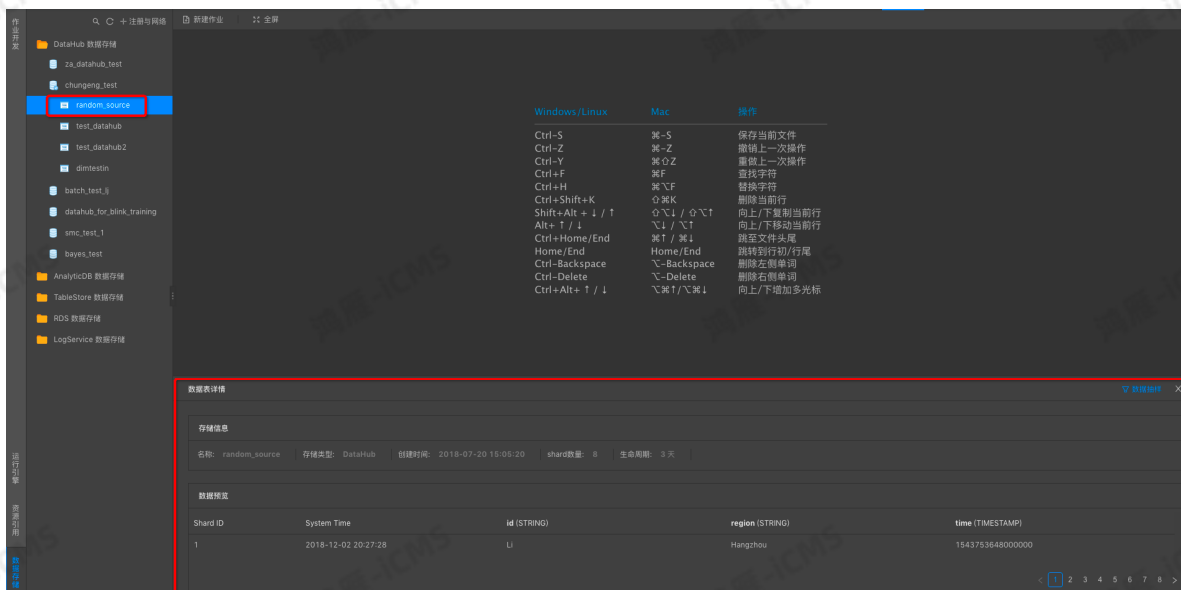 作业开发
注册与网络
新建作业
全屏
DataHub 数据存储
za_datahub_test
chungeng_test
random_source
test_datahub
test_datahub2
dimtestin
batch_test_lj
datahub_for_blink_training
smc_test_1
bayes_test
AnalyticDB 数据存储
TableStore 数据存储
RDS 数据存储
LogService 数据存储
运行引擎
资源引用
数据存储
Windows/Linux Mac 操作
Ctrl-S ⌘-S 保存当前文件
Ctrl-Z ⌘-Z 撤销上一次操作
Ctrl-Y ⌘⇧Z 重做上一次操作
Ctrl+F ⌘F 查找字符
Ctrl+H ⌘⌥F 替换字符
Ctrl+Shift+K ⇧⌘K 删除当前行
Shift+Alt + ↓ / ↑ ⇧⌥↓ / ⇧⌥↑ 向上/下复制当前行
Alt+ ↑ / ↓ ⌥↓ / ⌥↑ 向上/下移动当前行
Ctrl+Home/End ⌘↑ / ⌘↓ 跳至文件头尾
Home/End Home/End 跳转到行初/行尾
Ctrl-Backspace ⌥-Backspace 删除左侧单词
Ctrl-Delete ⌥-Delete 删除右侧单词
Ctrl+Alt+ ↑ / ↓ ⌥⌘↑/⌥⌘↓ 向上/下增加多光标
数据表详情 数据抽样 X
存储信息
名称: random_source 存储类型: DataHub 创建时间: 2018-07-20 15:05:20 shard数量: 8 生命周期: 3 天
数据预览
Shard ID System Time id (STRING) region (STRING) time (TIMESTAMP)
1 2018-12-02 20:27:28 Li Hangzhou 1543753648000000
< 1 2 3 4 5 6 7 8 >
鸿雁-iCMS